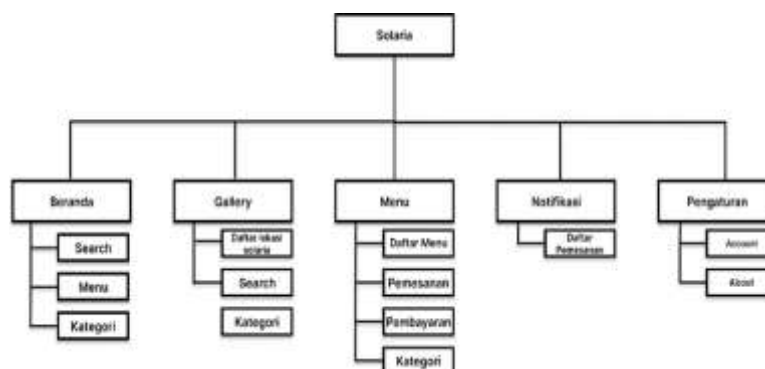 Solaria
Beranda
Gallery
Menu
Notifikasi
Pengaturan
Search
Menu
Kategori
Daftar lokasi
solaria
Search
Kategori
Daftar Menu
Pemesanan
Pembayaran
Kategori
Daftar
Pemesanan
Account
About